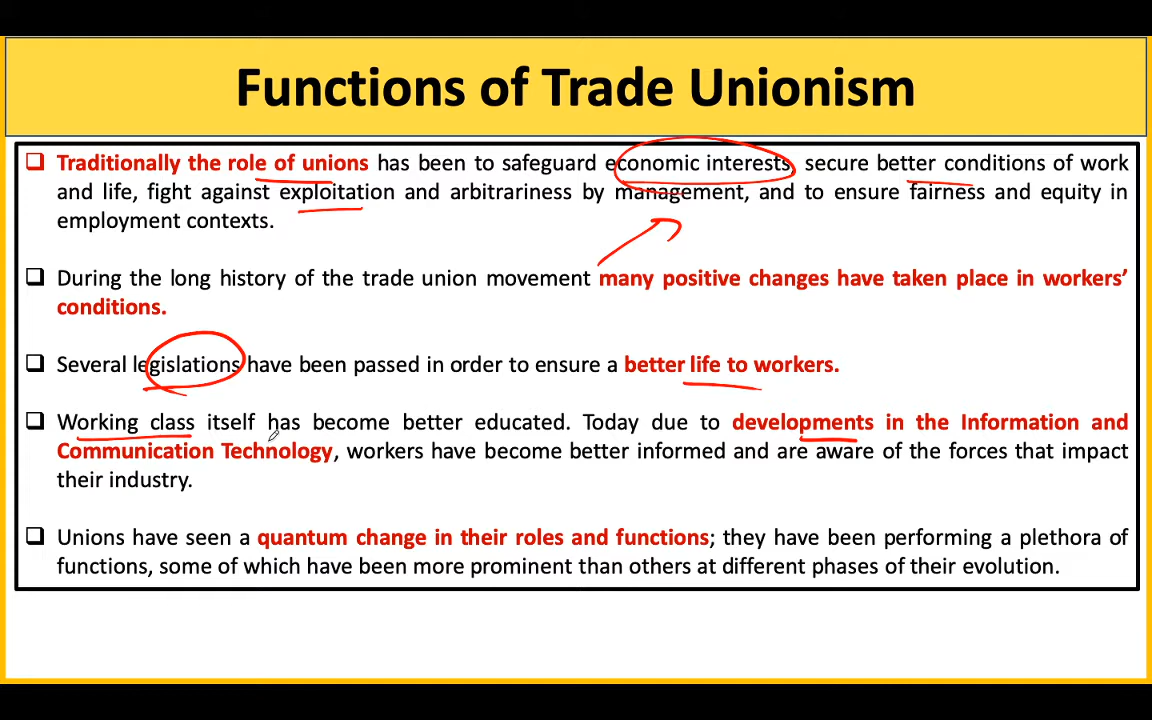 Functions of Trade Unionism
Traditionally the role of unions has been to safeguard economic interests, secure better conditions of work
and life, fight against exploitation and arbitrariness by management, and to ensure fairness and equity in
employment contexts.
During the long history of the trade union movement many positive changes have taken place in workers’
conditions.
Several legislations have been passed in order to ensure a better life to workers.
Working class itself has become better educated. Today due to developments in the Information and
Communication Technology, workers have become better informed and are aware of the forces that impact
their industry.
Unions have seen a quantum change in their roles and functions; they have been performing a plethora of
functions, some of which have been more prominent than others at different phases of their evolution.